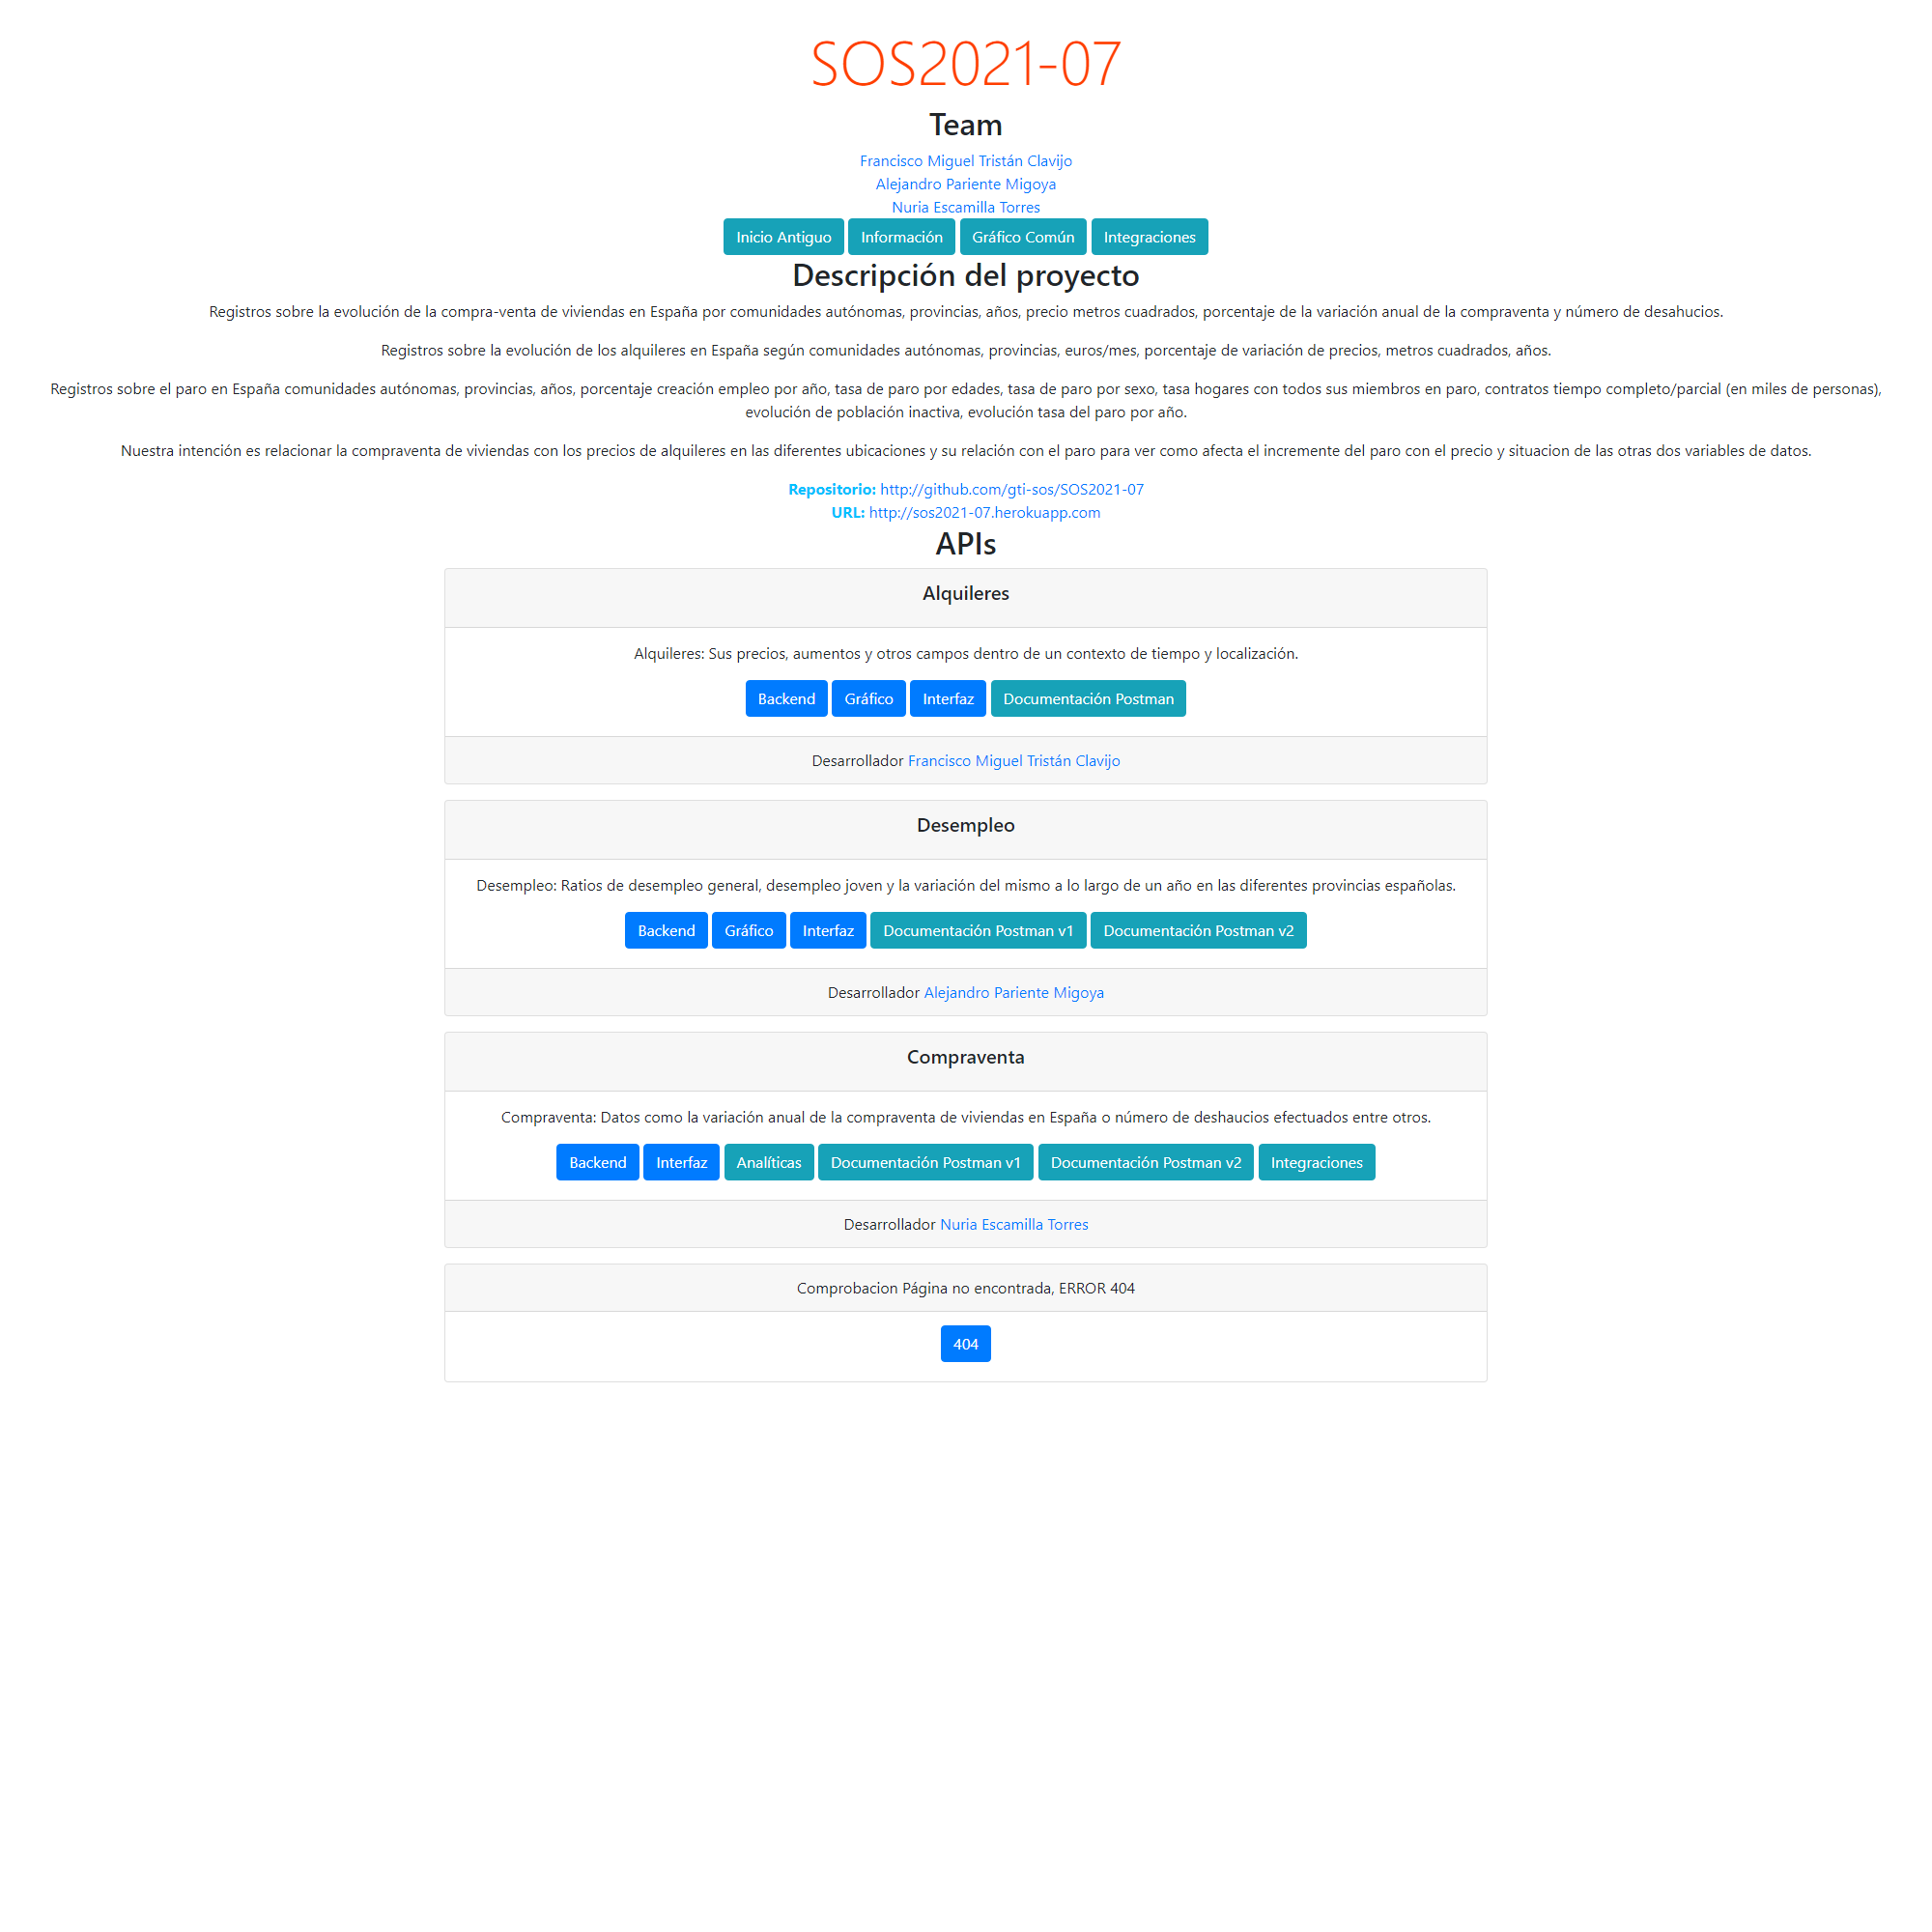 SOS2021-07
Team
Francisco Miguel Tristán Clavijo
Alejandro Pariente Migoya
Nuria Escamilla Torres
Inicio Antiguo Información Gráfico Común Integraciones
Descripción del proyecto
Registros sobre la evolución de la compra-venta de viviendas en España por comunidades autónomas, provincias, años, precio metros cuadrados, porcentaje de la variación anual de la compraventa y número de desahucios.
Registros sobre la evolución de los alquileres en España según comunidades autónomas, provincias, euros/mes, porcentaje de variación de precios, metros cuadrados, años.
Registros sobre el paro en España comunidades autónomas, provincias, años, porcentaje creación empleo por año, tasa de paro por edades, tasa de paro por sexo, tasa hogares con todos sus miembros en paro, contratos tiempo completo/parcial (en miles de personas),
evolución de población inactiva, evolución tasa del paro por año.
Nuestra intención es relacionar la compraventa de viviendas con los precios de alquileres en las diferentes ubicaciones y su relación con el paro para ver como afecta el incremente del paro con el precio y situacion de las otras dos variables de datos.
Repositorio: http://github.com/gti-sos/SOS2021-07
URL: http://sos2021-07.herokuapp.com
APIs
Alquileres
Alquileres: Sus precios, aumentos y otros campos dentro de un contexto de tiempo y localización.
Backend Gráfico Interfaz Documentación Postman
Desarrollador Francisco Miguel Tristán Clavijo
Desempleo
Desempleo: Ratios de desempleo general, desempleo joven y la variación del mismo a lo largo de un año en las diferentes provincias españolas.
Backend Gráfico Interfaz Documentación Postman v1 Documentación Postman v2
Desarrollador Alejandro Pariente Migoya
Compraventa
Compraventa: Datos como la variación anual de la compraventa de viviendas en España o número de deshaucios efectuados entre otros.
Backend Interfaz Analíticas Documentación Postman v1 Documentación Postman v2 Integraciones
Desarrollador Nuria Escamilla Torres
Comprobacion Página no encontrada, ERROR 404
404